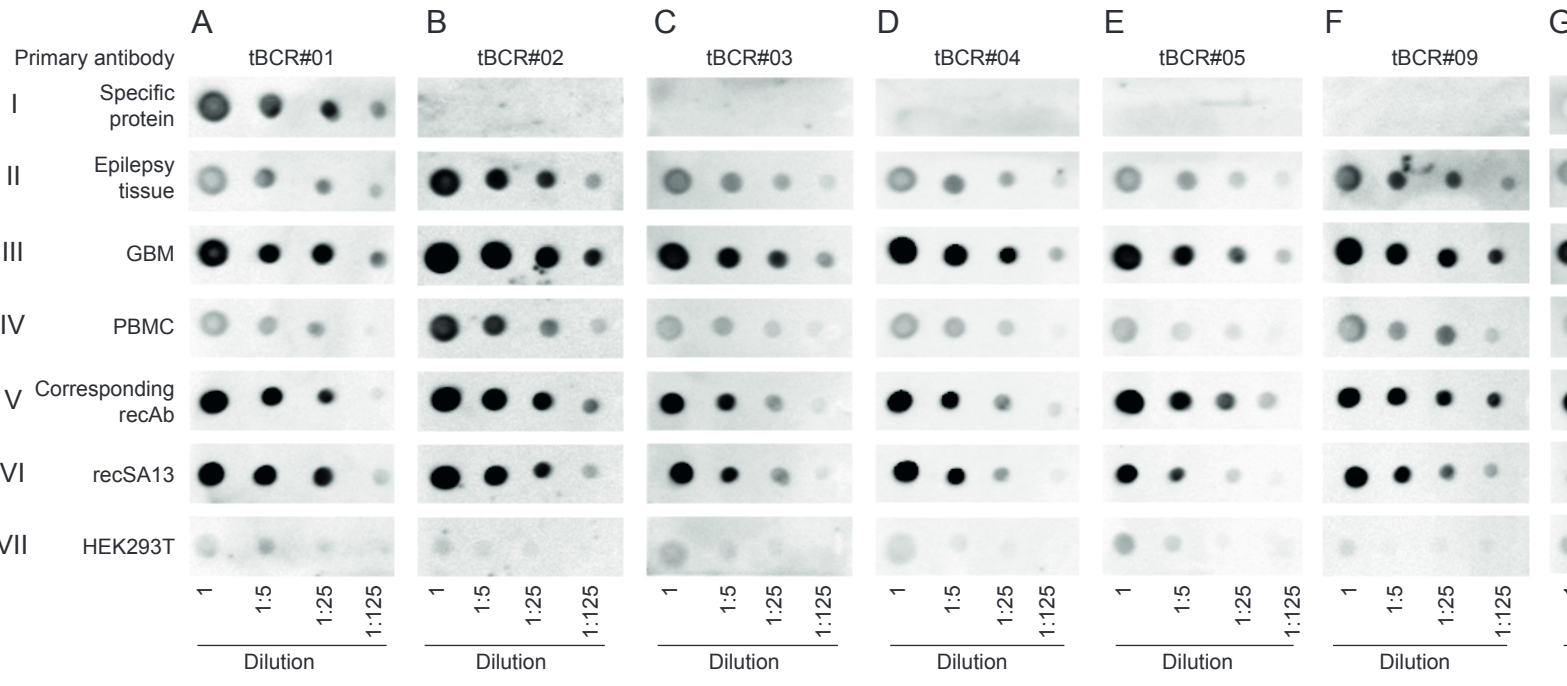 A B C D E F G
Primary antibody tBCR#01 tBCR#02 tBCR#03 tBCR#04 tBCR#05 tBCR#09
I Specific
protein
II Epilepsy
tissue
III GBM
IV PBMC
V Corresponding
recAb
VI recSA13
VII HEK293T
1 1:5 1:25 1:125 1 1:5 1:25 1:125 1 1:5 1:25 1:125 1 1:5 1:25 1:125 1 1:5 1:25 1:125 1 1:5 1:25 1:125
Dilution Dilution Dilution Dilution Dilution Dilution